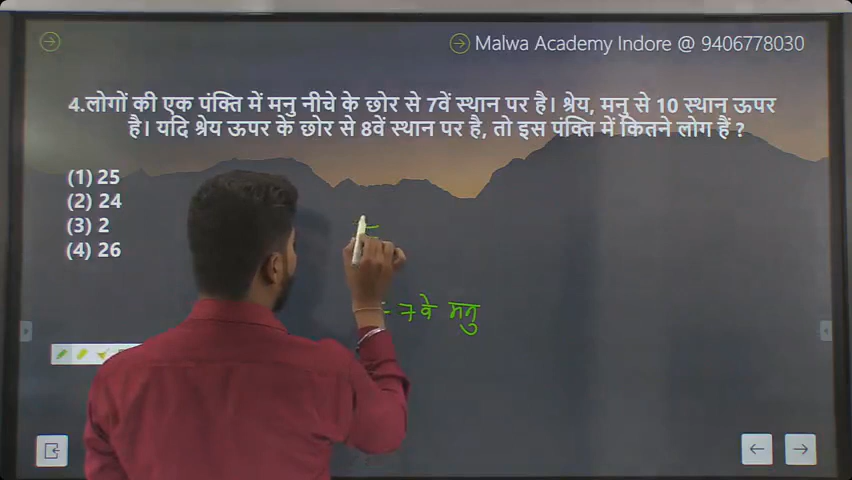 Malwa Academy Indore @ 9406778030
4.लोगों की एक पंक्ति में मनु नीचे के छोर से 7वें स्थान पर है। श्रेय, मनु से 10 स्थान ऊपर
है। यदि श्रेय ऊपर के छोर से 8वें स्थान पर है, तो इस पंक्ति में कितने लोग हैं ?
(1) 25
(2) 24
(3) 2
(4) 26
7वे मनु